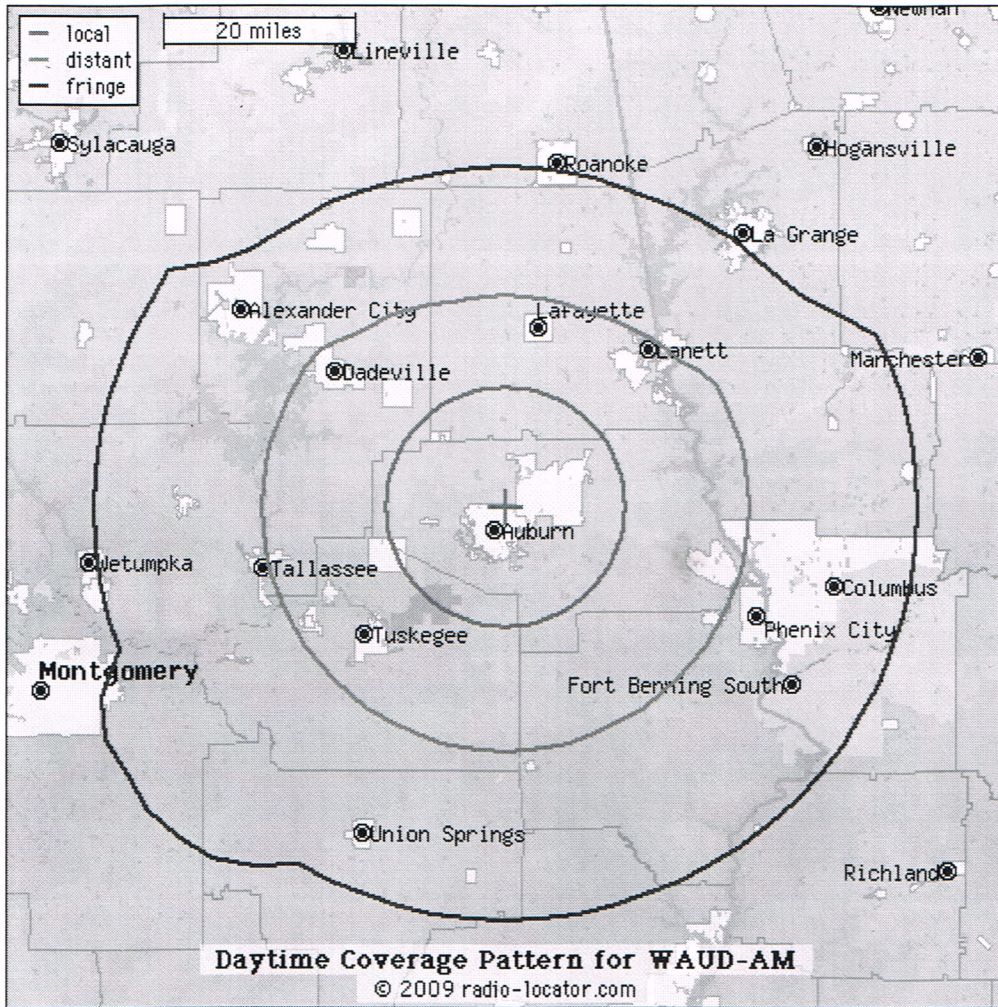 local
distant
fringe
20 miles
Newnan
Lineville
Sylacauga
Roanoke
Hogansville
La Grange
Alexander City
Lafayette
Lanett
Manchester
Dadeville
Auburn
Wetumpka
Tallassee
Columbus
Phenix City
Tuskegee
Montgomery
Fort Benning South
Union Springs
Richland
Daytime Coverage Pattern for WAUD-AM
© 2009 radio-locator.com